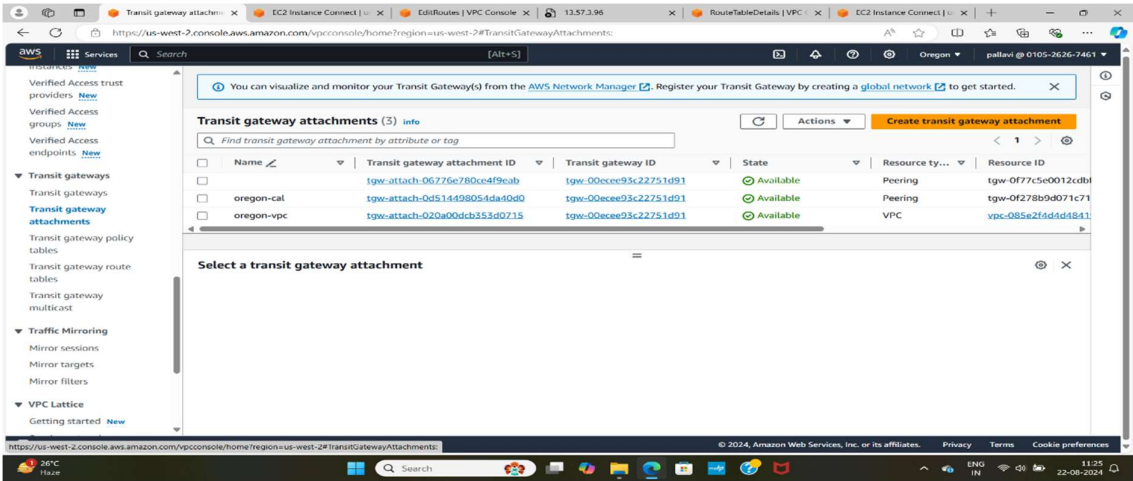 Transit gateway attachme
EC2 Instance Connect | u
EditRoutes | VPC Console
13.57.3.96
RouteTableDetails | VPC
EC2 Instance Connect | u
https://us-west-2.console.aws.amazon.com/vpcconsole/home?region=us-west-2#TransitGatewayAttachments:
aws
Services
Search
[Alt+S]
Oregon
pallavi @ 0105-2626-7461
instances New
Verified Access trust
providers New
Verified Access
groups New
Verified Access
endpoints New
Transit gateways
Transit gateways
Transit gateway
attachments
Transit gateway policy
tables
Transit gateway route
tables
Transit gateway
multicast
Traffic Mirroring
Mirror sessions
Mirror targets
Mirror filters
VPC Lattice
Getting started New
You can visualize and monitor your Transit Gateway(s) from the AWS Network Manager. Register your Transit Gateway by creating a global network to get started.
Transit gateway attachments (3) Info
Actions
Create transit gateway attachment
Find transit gateway attachment by attribute or tag
1
Name Transit gateway attachment ID Transit gateway ID State Resource ty... Resource ID
tgw-attach-06776e780ce4f9eab tgw-00ecee93c22751d91 Available Peering tgw-0f77c5e0012cdb
oregon-cal tgw-attach-0d514498054da40d0 tgw-00ecee93c22751d91 Available Peering tgw-0f278b9d071c71
oregon-vpc tgw-attach-020a00dcb353d0715 tgw-00ecee93c22751d91 Available VPC vpc-085e2f4d4d4841
Select a transit gateway attachment
https://us-west-2.console.aws.amazon.com/vpcconsole/home?region=us-west-2#TransitGatewayAttachments:
© 2024, Amazon Web Services, Inc. or its affiliates.
Privacy
Terms
Cookie preferences
26°C
Haze
Search
ENG
IN
11:25
22-08-2024